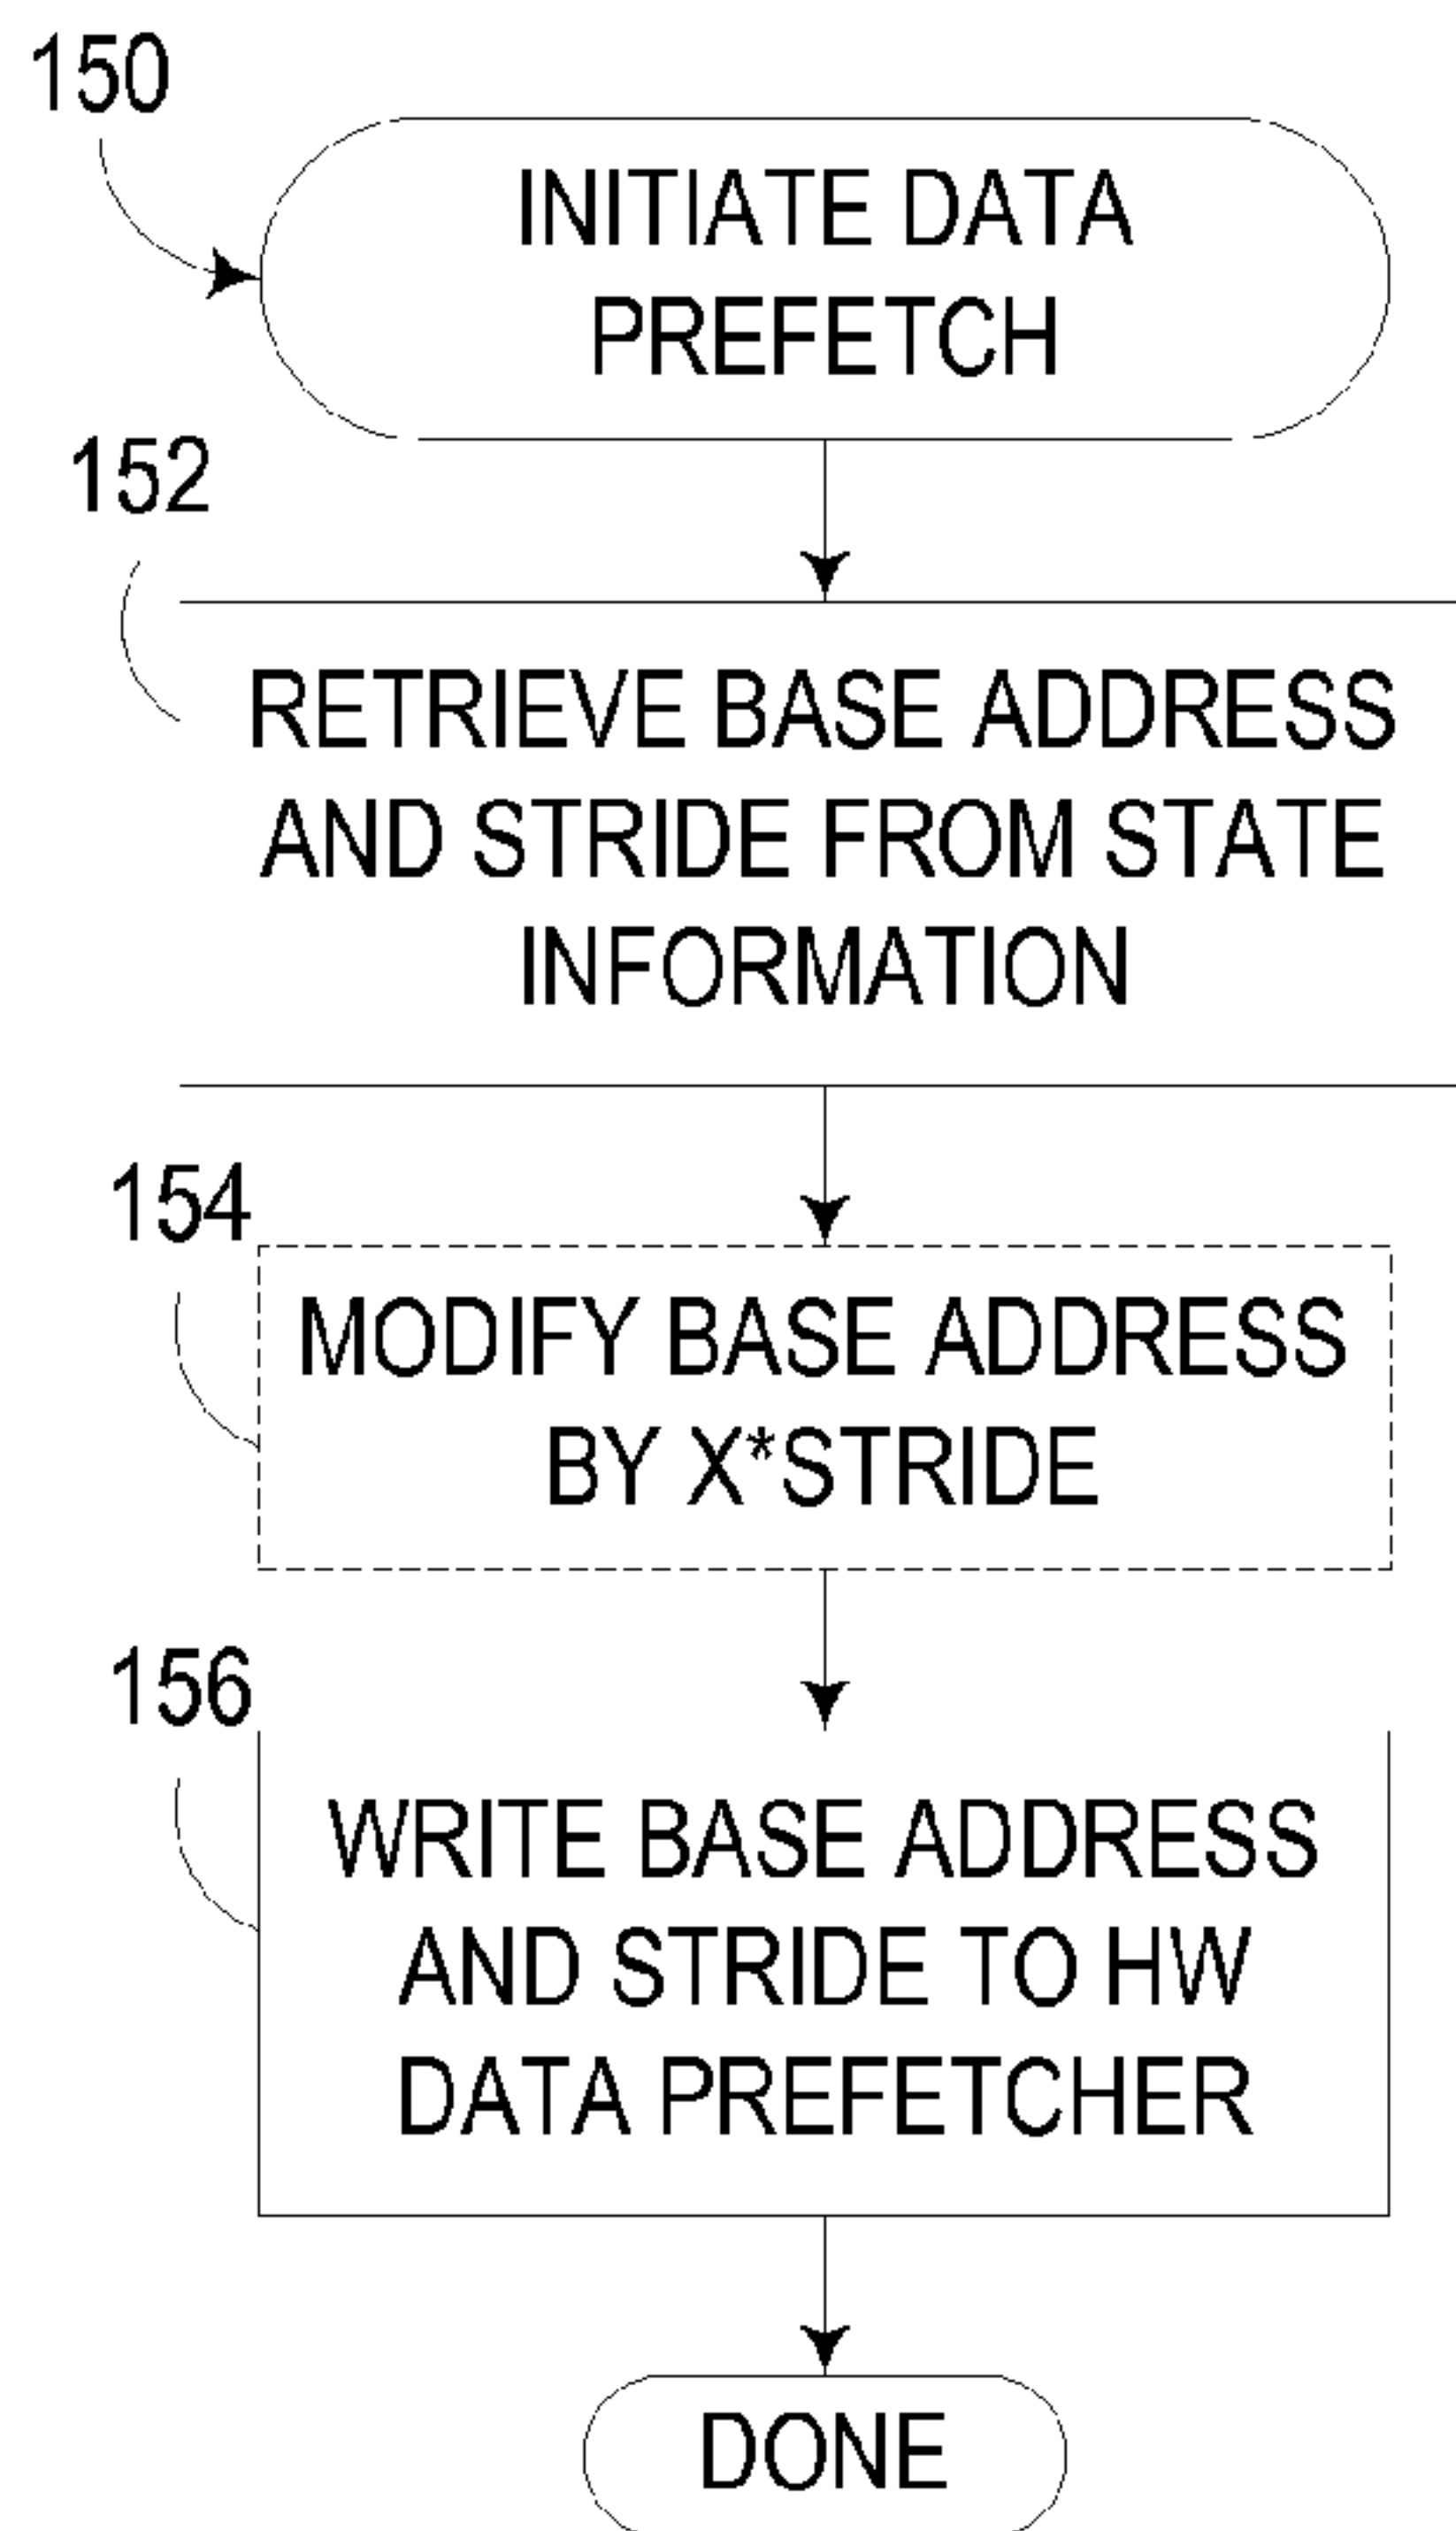 150
INITIATE DATA
PREFETCH
152
RETRIEVE BASE ADDRESS
AND STRIDE FROM STATE
INFORMATION
154
MODIFY BASE ADDRESS
BY X*STRIDE
156
WRITE BASE ADDRESS
AND STRIDE TO HW
DATA PREFETCHER
DONE